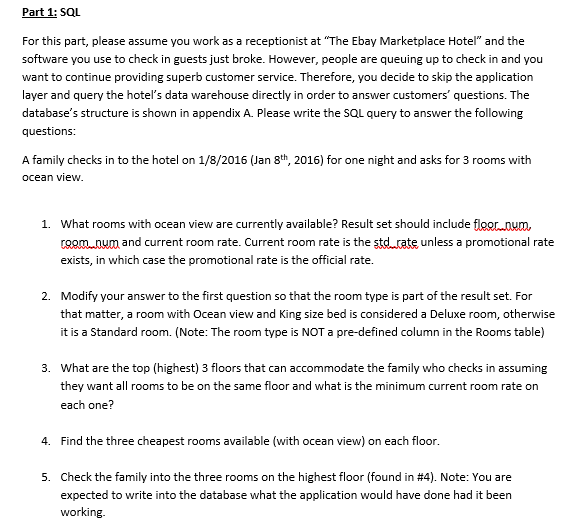 Part 1: SQL
For this part, please assume you work as a receptionist at “The Ebay Marketplace Hotel” and the
software you use to check in guests just broke. However, people are queuing up to check in and you
want to continue providing superb customer service. Therefore, you decide to skip the application
layer and query the hotel’s data warehouse directly in order to answer customers’ questions. The
database’s structure is shown in appendix A. Please write the SQL query to answer the following
questions:
A family checks in to the hotel on 1/8/2016 (Jan 8th, 2016) for one night and asks for 3 rooms with
ocean view.
1. What rooms with ocean view are currently available? Result set should include floor_num,
room_num and current room rate. Current room rate is the std_rate unless a promotional rate
exists, in which case the promotional rate is the official rate.
2. Modify your answer to the first question so that the room type is part of the result set. For
that matter, a room with Ocean view and King size bed is considered a Deluxe room, otherwise
it is a Standard room. (Note: The room type is NOT a pre-defined column in the Rooms table)
3. What are the top (highest) 3 floors that can accommodate the family who checks in assuming
they want all rooms to be on the same floor and what is the minimum current room rate on
each one?
4. Find the three cheapest rooms available (with ocean view) on each floor.
5. Check the family into the three rooms on the highest floor (found in #4). Note: You are
expected to write into the database what the application would have done had it been
working.